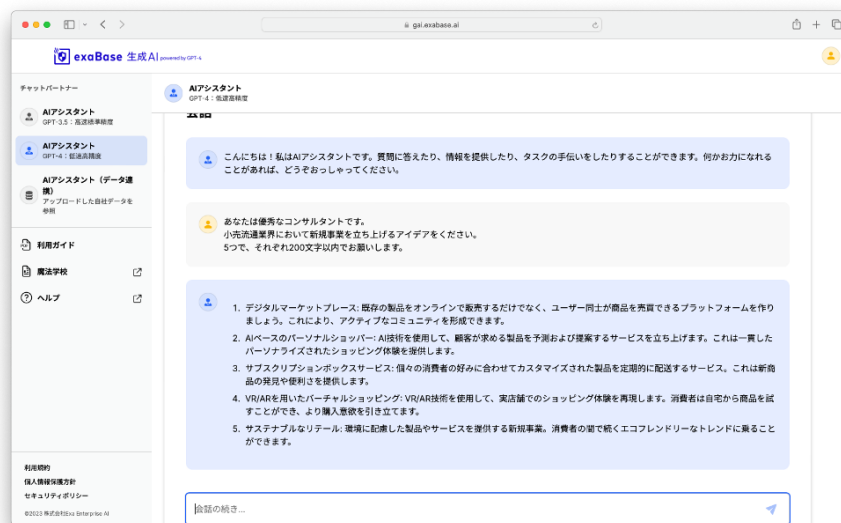 gai.exabase.ai
exaBase 生成AI powered by GPT-4
チャットパートナー
AIアシスタント
GPT-3.5：高速標準精度
AIアシスタント
GPT-4：低速高精度
AIアシスタント（データ連
携）
アップロードした自社データを
参照
利用ガイド
魔法学校
ヘルプ
利用規約
個人情報保護方針
セキュリティポリシー
©2023 株式会社Exa Enterprise AI
AIアシスタント
GPT-4：低速高精度
会話
こんにちは！私はAIアシスタントです。質問に答えたり、情報を提供したり、タスクの手伝いをしたりすることができます。何かお力になれる
ことがあれば、どうぞおっしゃってください。
あなたは優秀なコンサルタントです。
小売流通業界において新規事業を立ち上げるアイデアをください。
5つで、それぞれ200文字以内でお願いします。
1. デジタルマーケットプレース: 既存の製品をオンラインで販売するだけでなく、ユーザー同士が商品を売買できるプラットフォームを作り
ましょう。これにより、アクティブなコミュニティを形成できます。
2. AIベースのパーソナルショッパー: AI技術を使用して、顧客が求める製品を予測および提案するサービスを立ち上げます。これは一貫した
パーソナライズされたショッピング体験を提供します。
3. サブスクリプションボックスサービス: 個々の消費者の好みに合わせてカスタマイズされた製品を定期的に配送するサービス。これは新商
品の発見や便利さを提供します。
4. VR/ARを用いたバーチャルショッピング: VR/AR技術を使用して、実店舗でのショッピング体験を再現します。消費者は自宅から商品を試
すことができ、より購入意欲を引き立てます。
5. サステナブルなリテール: 環境に配慮した製品やサービスを提供する新規事業。消費者の間で続くエコフレンドリーなトレンドに乗ること
ができます。
会話の続き...